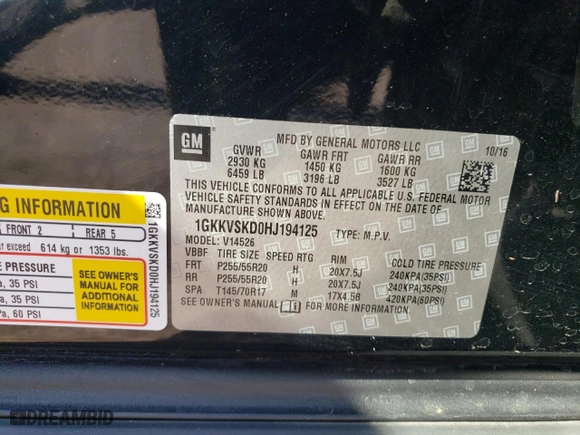 GM
MFD BY GENERAL MOTORS LLC
10/16
GVWR GAWR FRT GAWR RR
2930 KG 1450 KG 1600 KG
6459 LB 3196 LB 3527 LB
THIS VEHICLE CONFORMS TO ALL APPLICABLE U.S. FEDERAL MOTOR
VEHICLE SAFETY STANDARDS IN EFFECT ON THE DATE OF
MANUFACTURE SHOWN ABOVE.
1GKKVSKD0HJ194125 TYPE: M.P.V.
MODEL: V14526
VBBF TIRE SIZE SPEED RTG RIM COLD TIRE PRESSURE
FRT P255/55R20 H 20X7.5J 240KPA(35PSI)
RR P255/55R20 H 20X7.5J 240KPA(35PSI)
SPA T145/70R17 M 17X4.5B 420KPA(60PSI)
SEE OWNER'S MANUAL FOR MORE INFORMATION
G INFORMATION
FRONT 2 REAR 5
er exceed 614 kg or 1353 lbs.
E PRESSURE
a, 35 PSI
a, 35 PSI
a, 60 PSI
SEE OWNER'S
MANUAL FOR
ADDITIONAL
INFORMATION
1GKKVSKD0HJ194125
DREAMBID